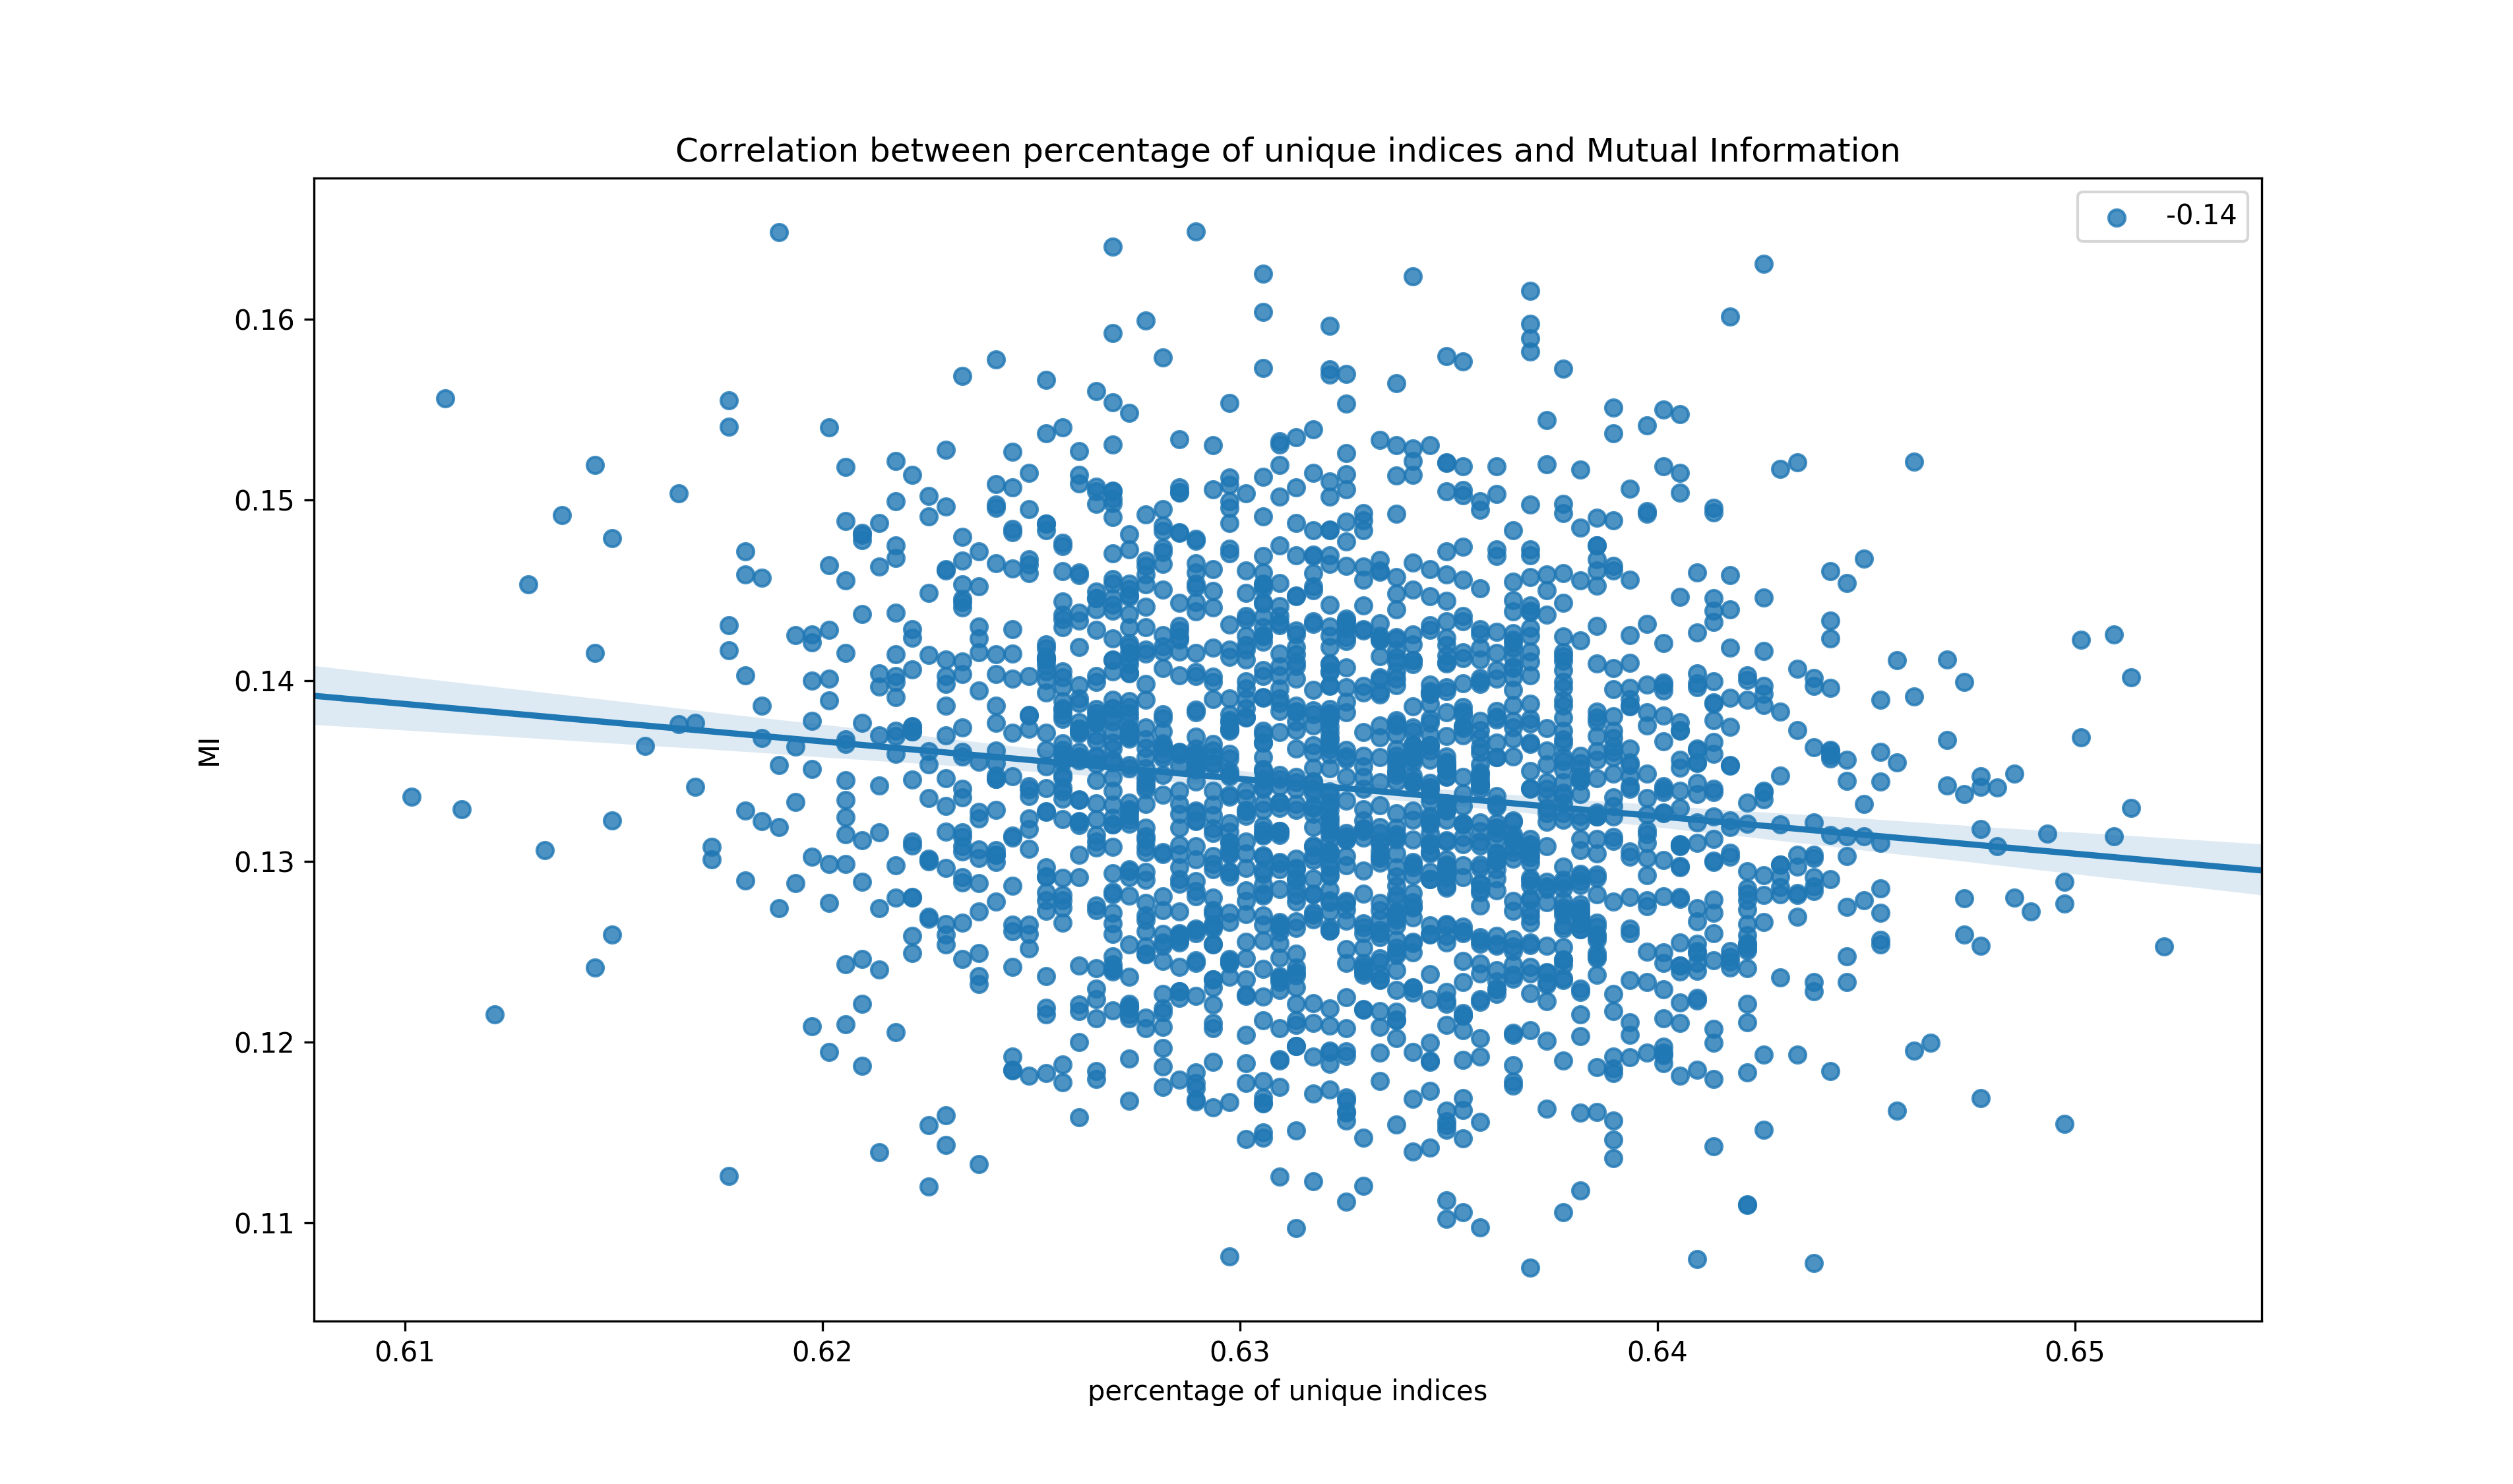 Correlation between percentage of unique indices and Mutual Information
-0.14
0.16
0.15
0.14
MI
0.13
0.12
0.11
0.61 0.62 0.63 0.64 0.65
percentage of unique indices